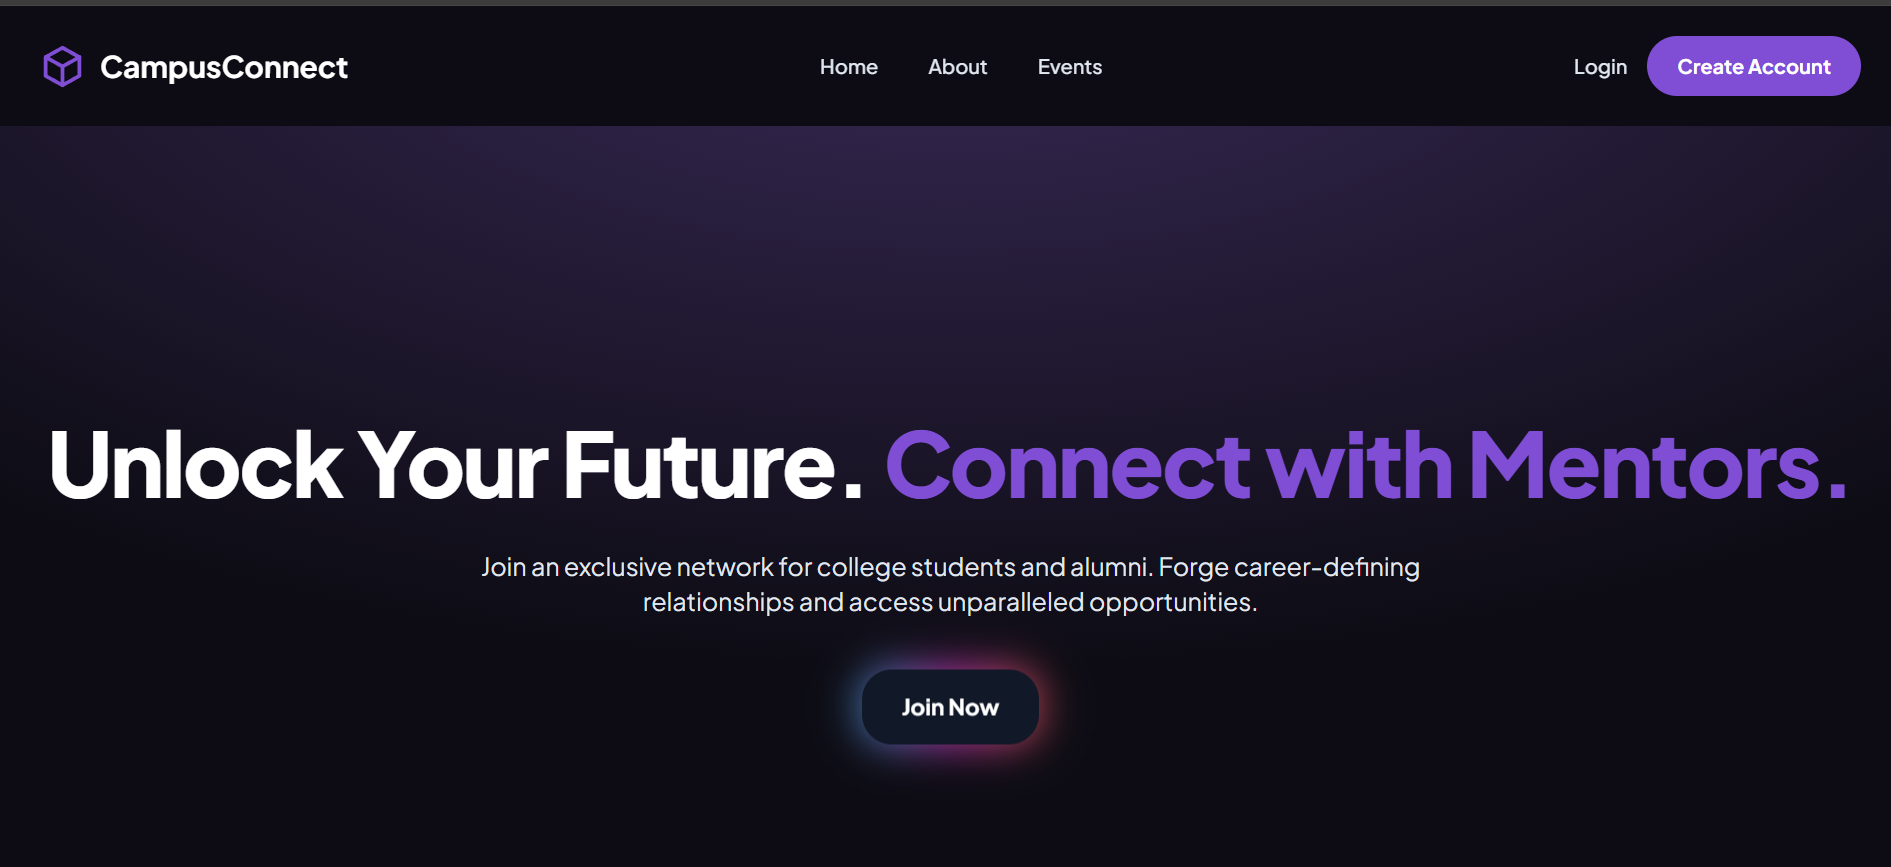 CampusConnect
Home About Events
Login Create Account
Unlock Your Future. Connect with Mentors.
Join an exclusive network for college students and alumni. Forge career-defining
relationships and access unparalleled opportunities.
Join Now